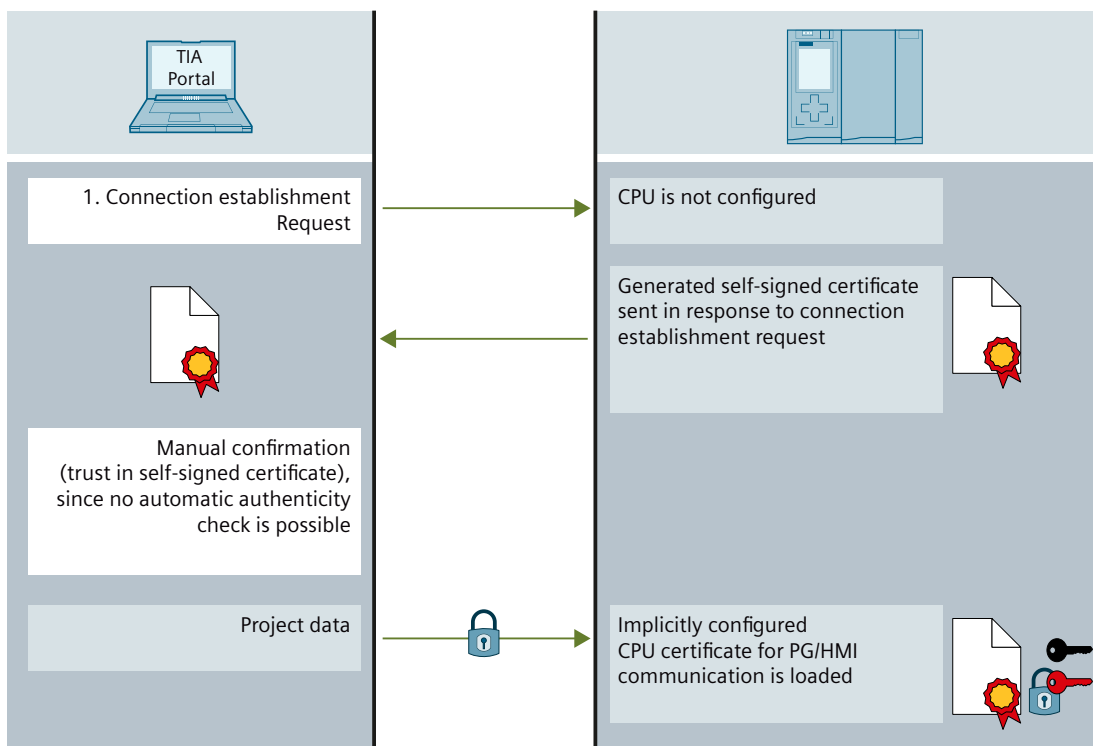 TIA
Portal
1. Connection establishment
Request
CPU is not configured
Generated self-signed certificate
sent in response to connection
establishment request
Manual confirmation
(trust in self-signed certificate),
since no automatic authenticity
check is possible
Project data
Implicitly configured
CPU certificate for PG/HMI
communication is loaded